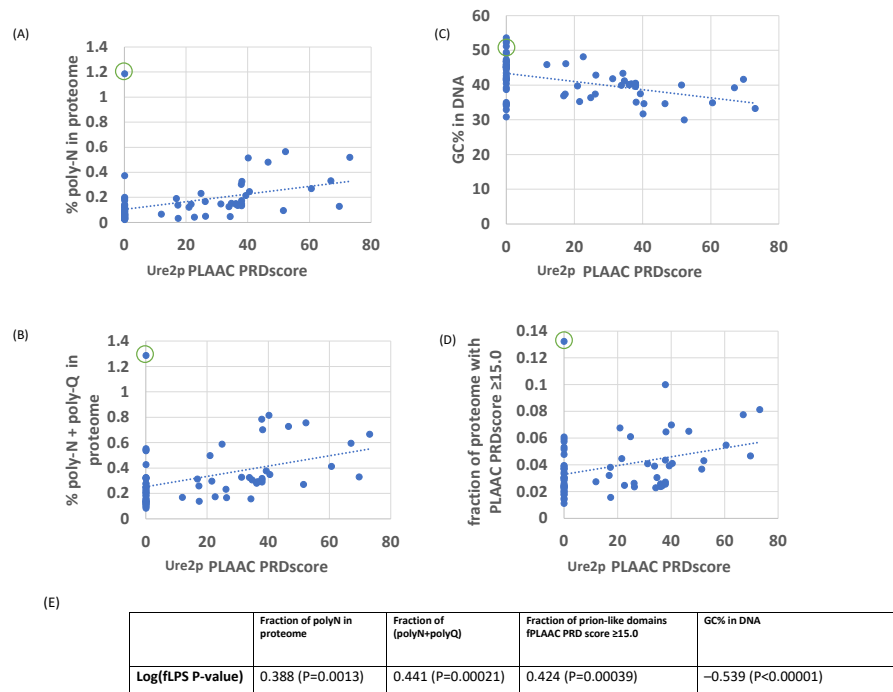 (A)
% poly-N in proteome
1.4
1.2
1
0.8
0.6
0.4
0.2
0
0 20 40 60 80
Ure2p PLAAC PRDscore
(C)
GC% in DNA
60
50
40
30
20
10
0
0 20 40 60 80
Ure2p PLAAC PRDscore
(B)
% poly-N + poly-Q in
proteome
1.4
1.2
1
0.8
0.6
0.4
0.2
0
0 20 40 60 80
Ure2p PLAAC PRDscore
(D)
fraction of proteome with
PLAAC PRDscore ≥15.0
0.14
0.12
0.1
0.08
0.06
0.04
0.02
0
0 20 40 60 80
Ure2p PLAAC PRDscore
(E)
Fraction of polyN in
proteome
Fraction of
(polyN+polyQ)
Fraction of prion-like domains
fPLAAC PRD score ≥15.0
GC% in DNA
Log(fLPS P-value) 0.388 (P=0.0013) 0.441 (P=0.00021) 0.424 (P=0.00039) –0.539 (P<0.00001)